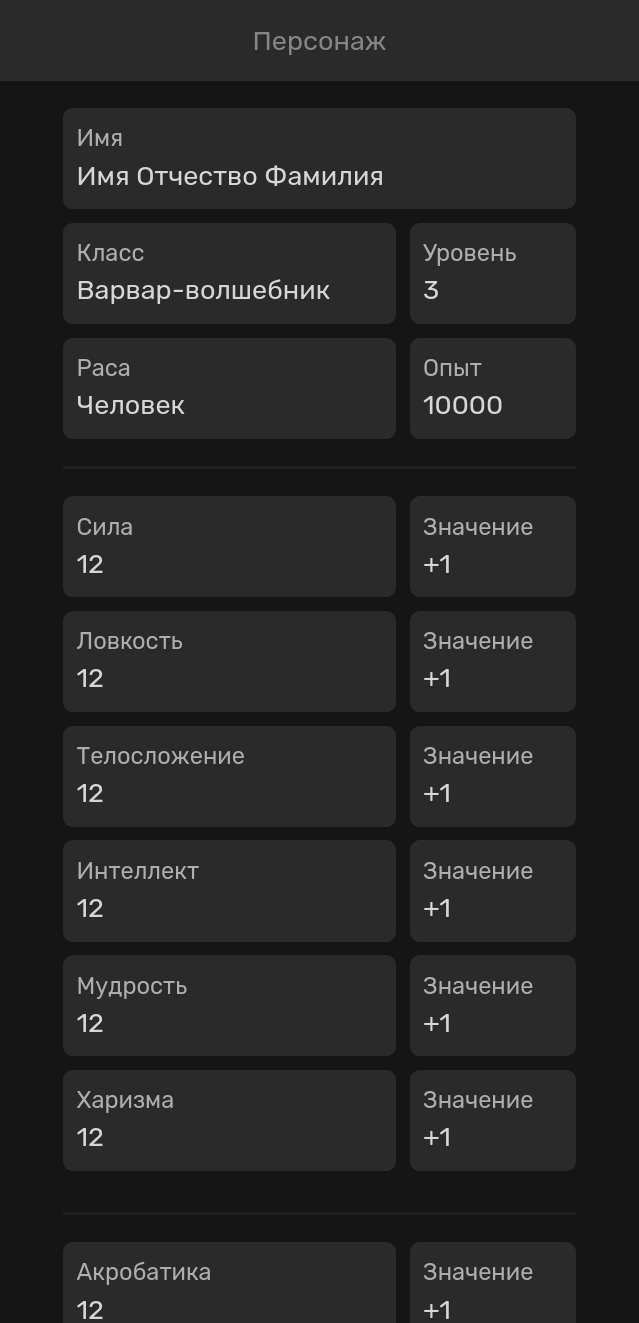 Персонаж
Имя
Имя Отчество Фамилия
Класс
Варвар-волшебник
Уровень
3
Раса
Человек
Опыт
10000
Сила
12
Значение
+1
Ловкость
12
Значение
+1
Телосложение
12
Значение
+1
Интеллект
12
Значение
+1
Мудрость
12
Значение
+1
Харизма
12
Значение
+1
Акробатика
12
Значение
+1